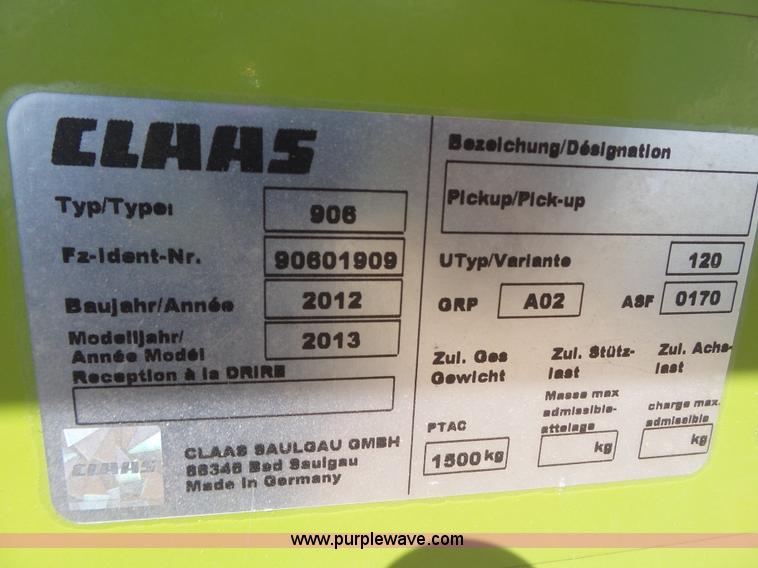 CLAAS
Typ/Type: 906
Fz-Ident-Nr. 90601909
Baujahr/Année 2012
Modelljahr/
Année Modél 2013
Reception à la DRIRE
CLAAS
CLAAS SAULGAU GMBH
88348 Bad Saulgau
Made in Germany
Bezeichung/Désignation
Pickup/Pick-up
UTyp/Variante 120
GRP A02 ASF 0170
Zul. Ges
Gewicht
PTAC
1500 kg
Zul. Stütz-
last
Masse max
admissible-
attelage
kg
Zul. Achs-
last
charge max.
admissible
kg
www.purplewave.com